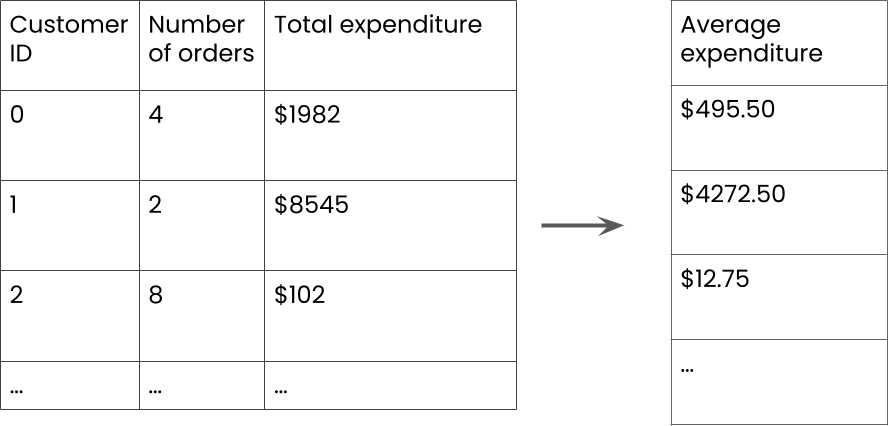 Customer ID Number of orders Total expenditure
0 4 $1982
1 2 $8545
2 8 $102
... ... ...
Average
expenditure
$495.50
$4272.50
$12.75
...